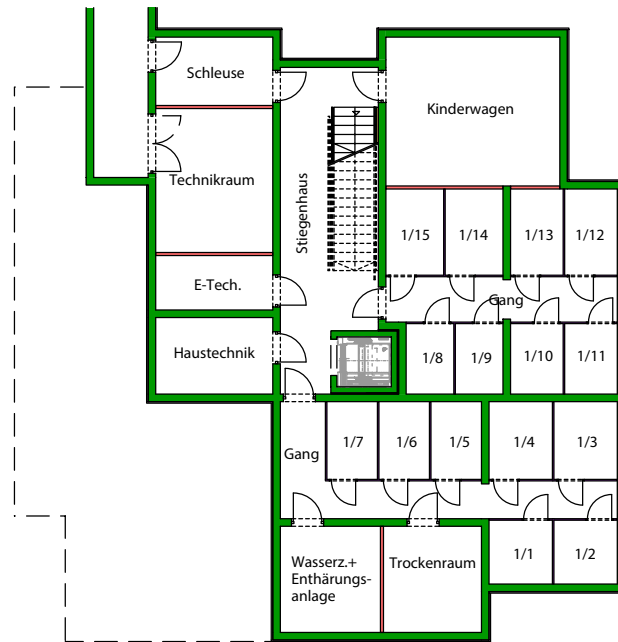 Schleuse
Kinderwagen
Technikraum
Stiegenhaus
1/15
1/14
1/13
1/12
E-Tech.
Gang
Haustechnik
1/8
1/9
1/10
1/11
Gang
1/7
1/6
1/5
1/4
1/3
Wasserz.+
Enthärungs-
anlage
Trockenraum
1/1
1/2